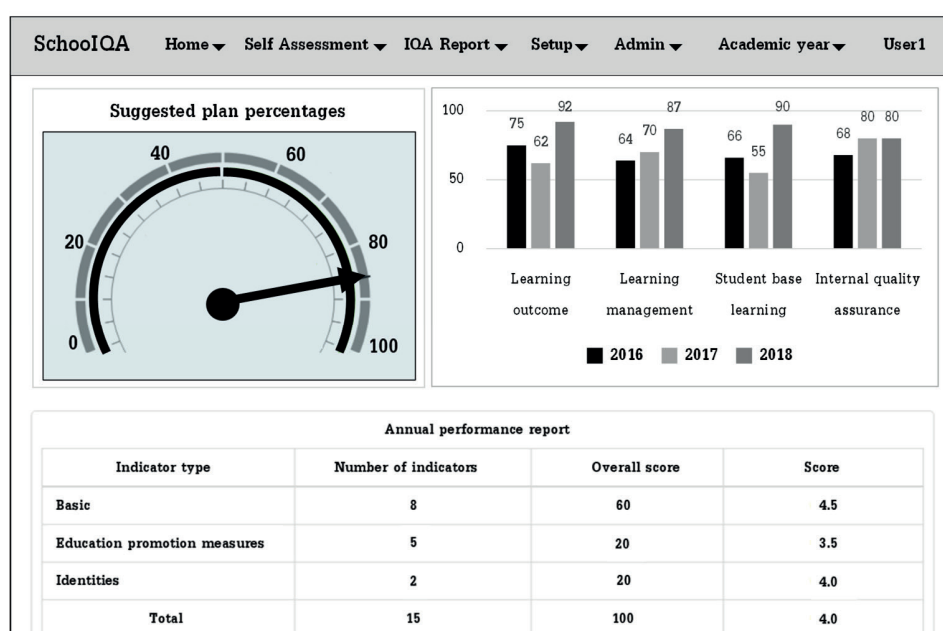 SchooIQA Home Self Assessment IQA Report Setup Admin Academic year User1
Suggested plan percentages
0
20
40
60
80
100
100
50
0
75 62 92
64 70 87
66 55 90
68 80 80
Learning outcome
Learning management
Student base learning
Internal quality assurance
2016 2017 2018
Annual performance report
Indicator type Number of indicators Overall score Score
Basic 8 60 4.5
Education promotion measures 5 20 3.5
Identities 2 20 4.0
Total 15 100 4.0